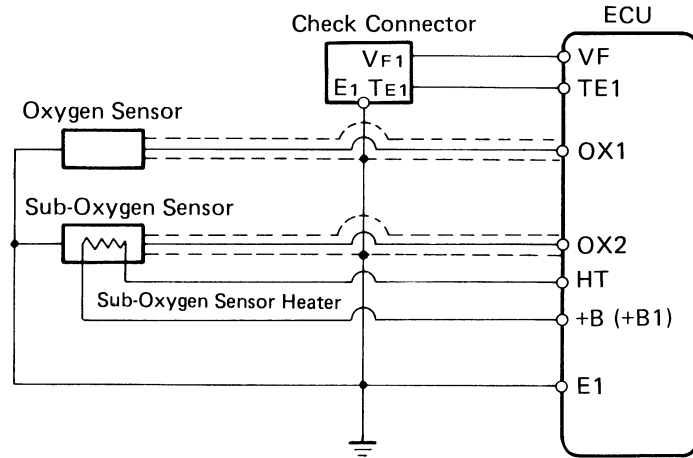 ECU
Check Connector
VF1
E1 TE1
VF
TE1
Oxygen Sensor
OX1
Sub-Oxygen Sensor
OX2
HT
Sub-Oxygen Sensor Heater
+B (+B1)
E1